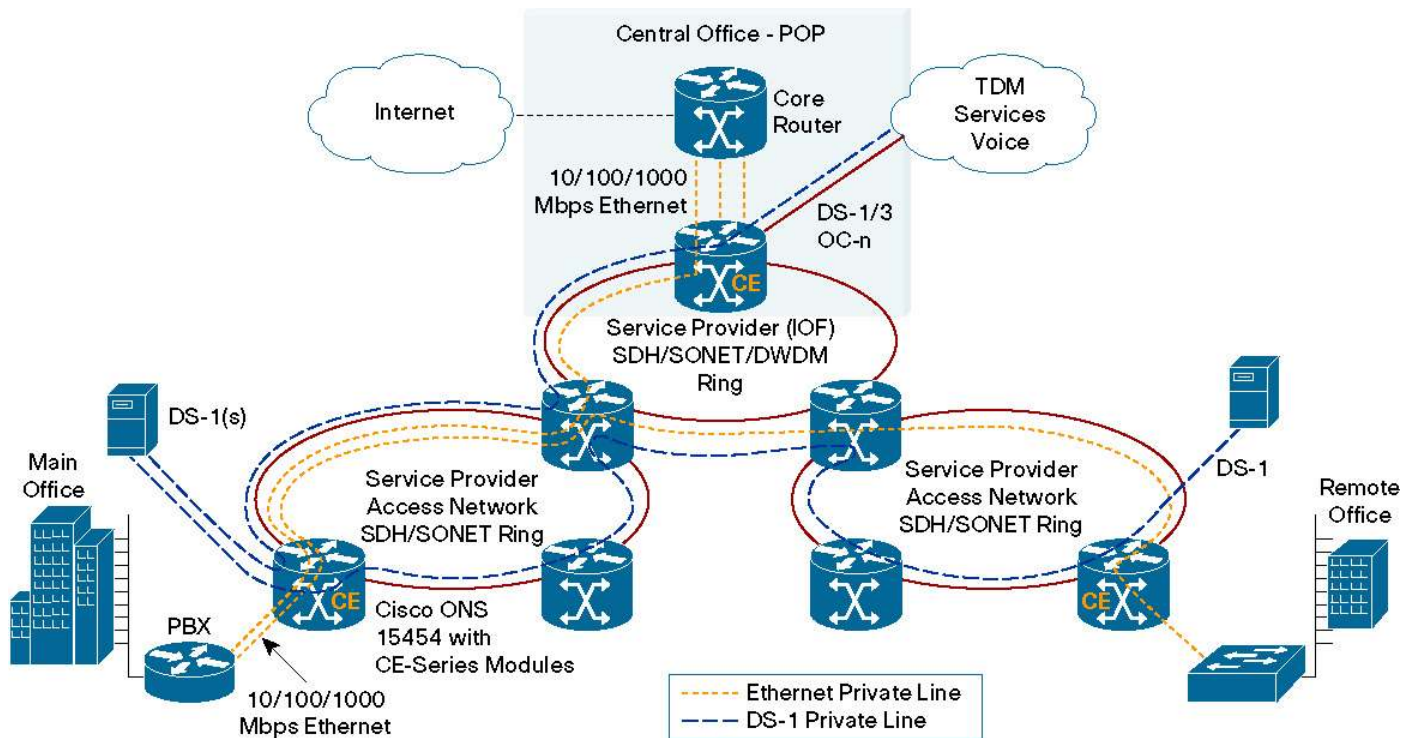 Central Office - POP
Internet
Core
Router
TDM
Services
Voice
10/100/1000
Mbps Ethernet
DS-1/3
OC-n
CE
Service Provider (IOF)
SDH/SONET/DWDM
Ring
DS-1(s)
Main
Office
Service Provider
Access Network
SDH/SONET Ring
Service Provider
Access Network
SDH/SONET Ring
DS-1
Remote
Office
CE
CE
Cisco ONS
15454 with
CE-Series Modules
PBX
10/100/1000
Mbps Ethernet
Ethernet Private Line
DS-1 Private Line